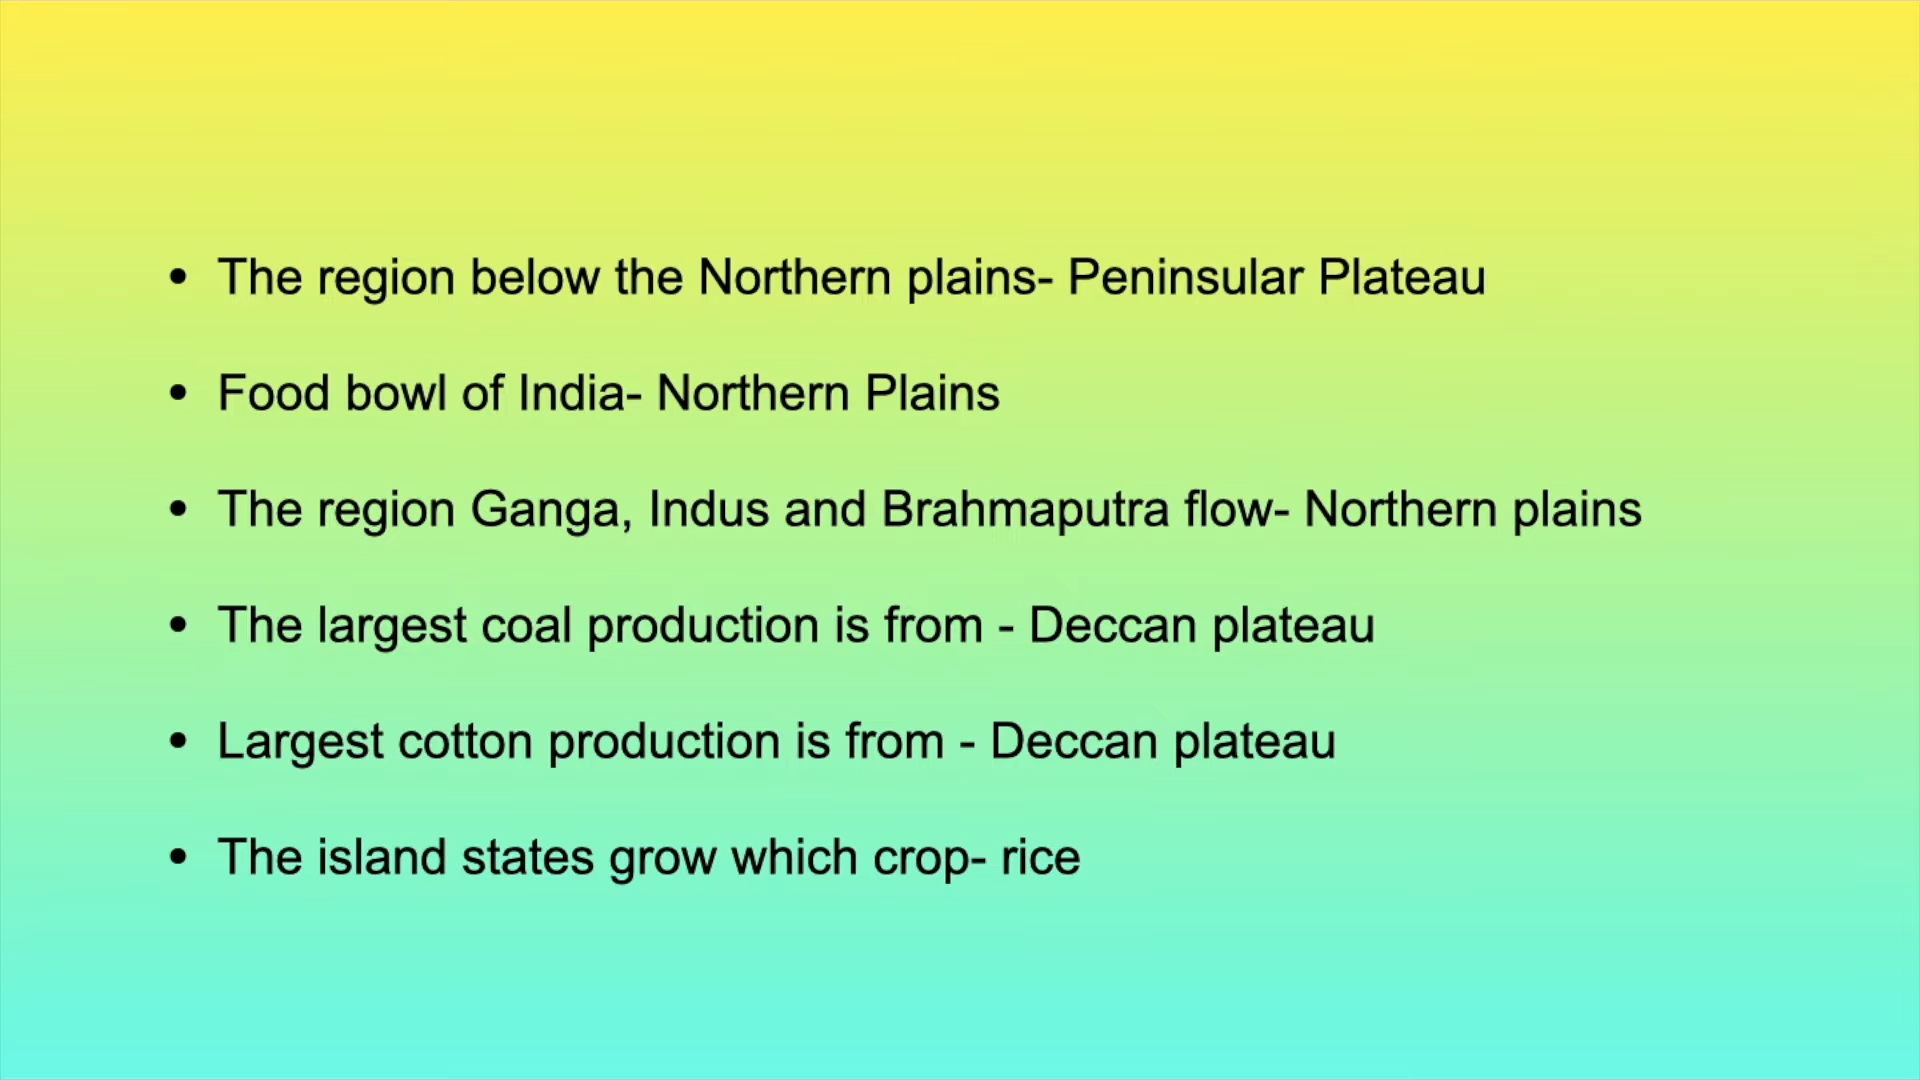 • The region below the Northern plains- Peninsular Plateau
• Food bowl of India- Northern Plains
• The region Ganga, Indus and Brahmaputra flow- Northern plains
• The largest coal production is from - Deccan plateau
• Largest cotton production is from - Deccan plateau
• The island states grow which crop- rice